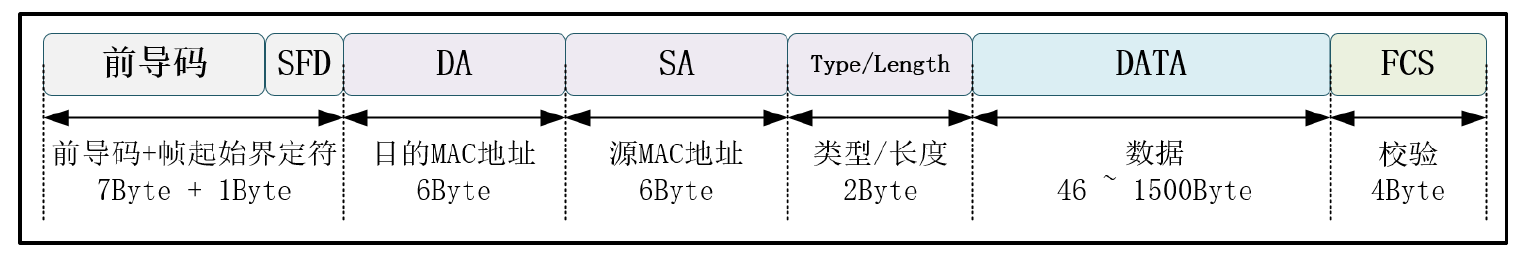 前导码 SFD DA SA Type/Length DATA FCS
前导码+帧起始界定符 目的MAC地址 源MAC地址 类型/长度 数据 校验
7Byte + 1Byte 6Byte 6Byte 2Byte 46 ~ 1500Byte 4Byte